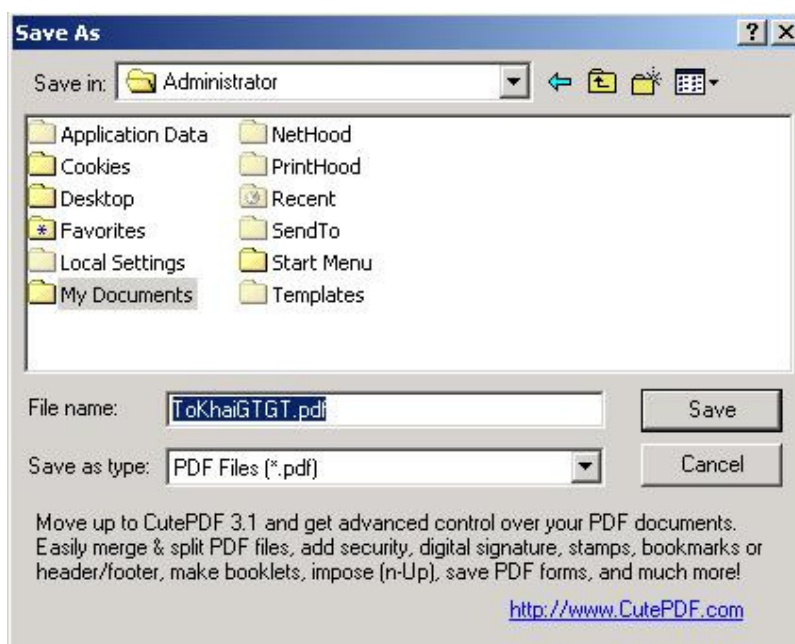 Save As
Save in: Administrator
Application Data
Cookies
Desktop
Favorites
Local Settings
My Documents
NetHood
PrintHood
Recent
SendTo
Start Menu
Templates
File name: ToKhaiGTGT.pdf
Save
Save as type: PDF Files (*.pdf)
Cancel
Move up to CutePDF 3.1 and get advanced control over your PDF documents.
Easily merge & split PDF files, add security, digital signature, stamps, bookmarks or
header/footer, make booklets, impose (n-Up), save PDF forms, and much more!
http://www.CutePDF.com